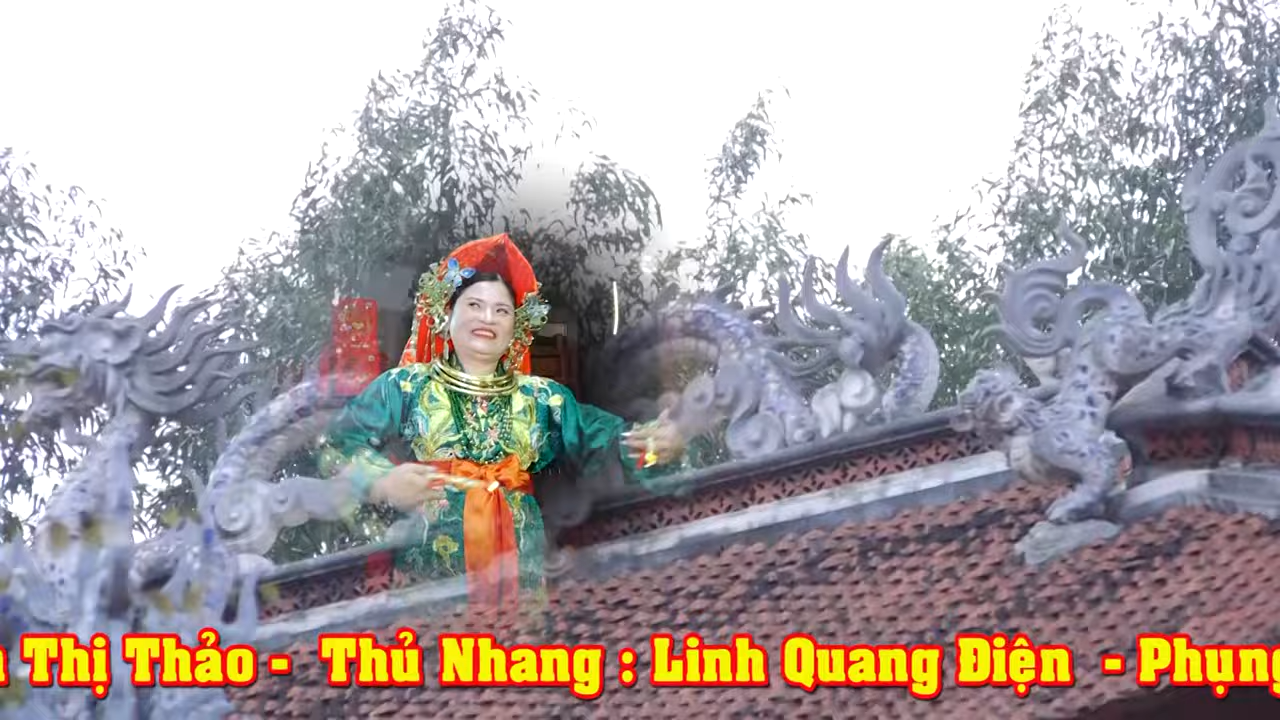 Thị Thảo - Thủ Nhang : Linh Quang Điện - Phụng